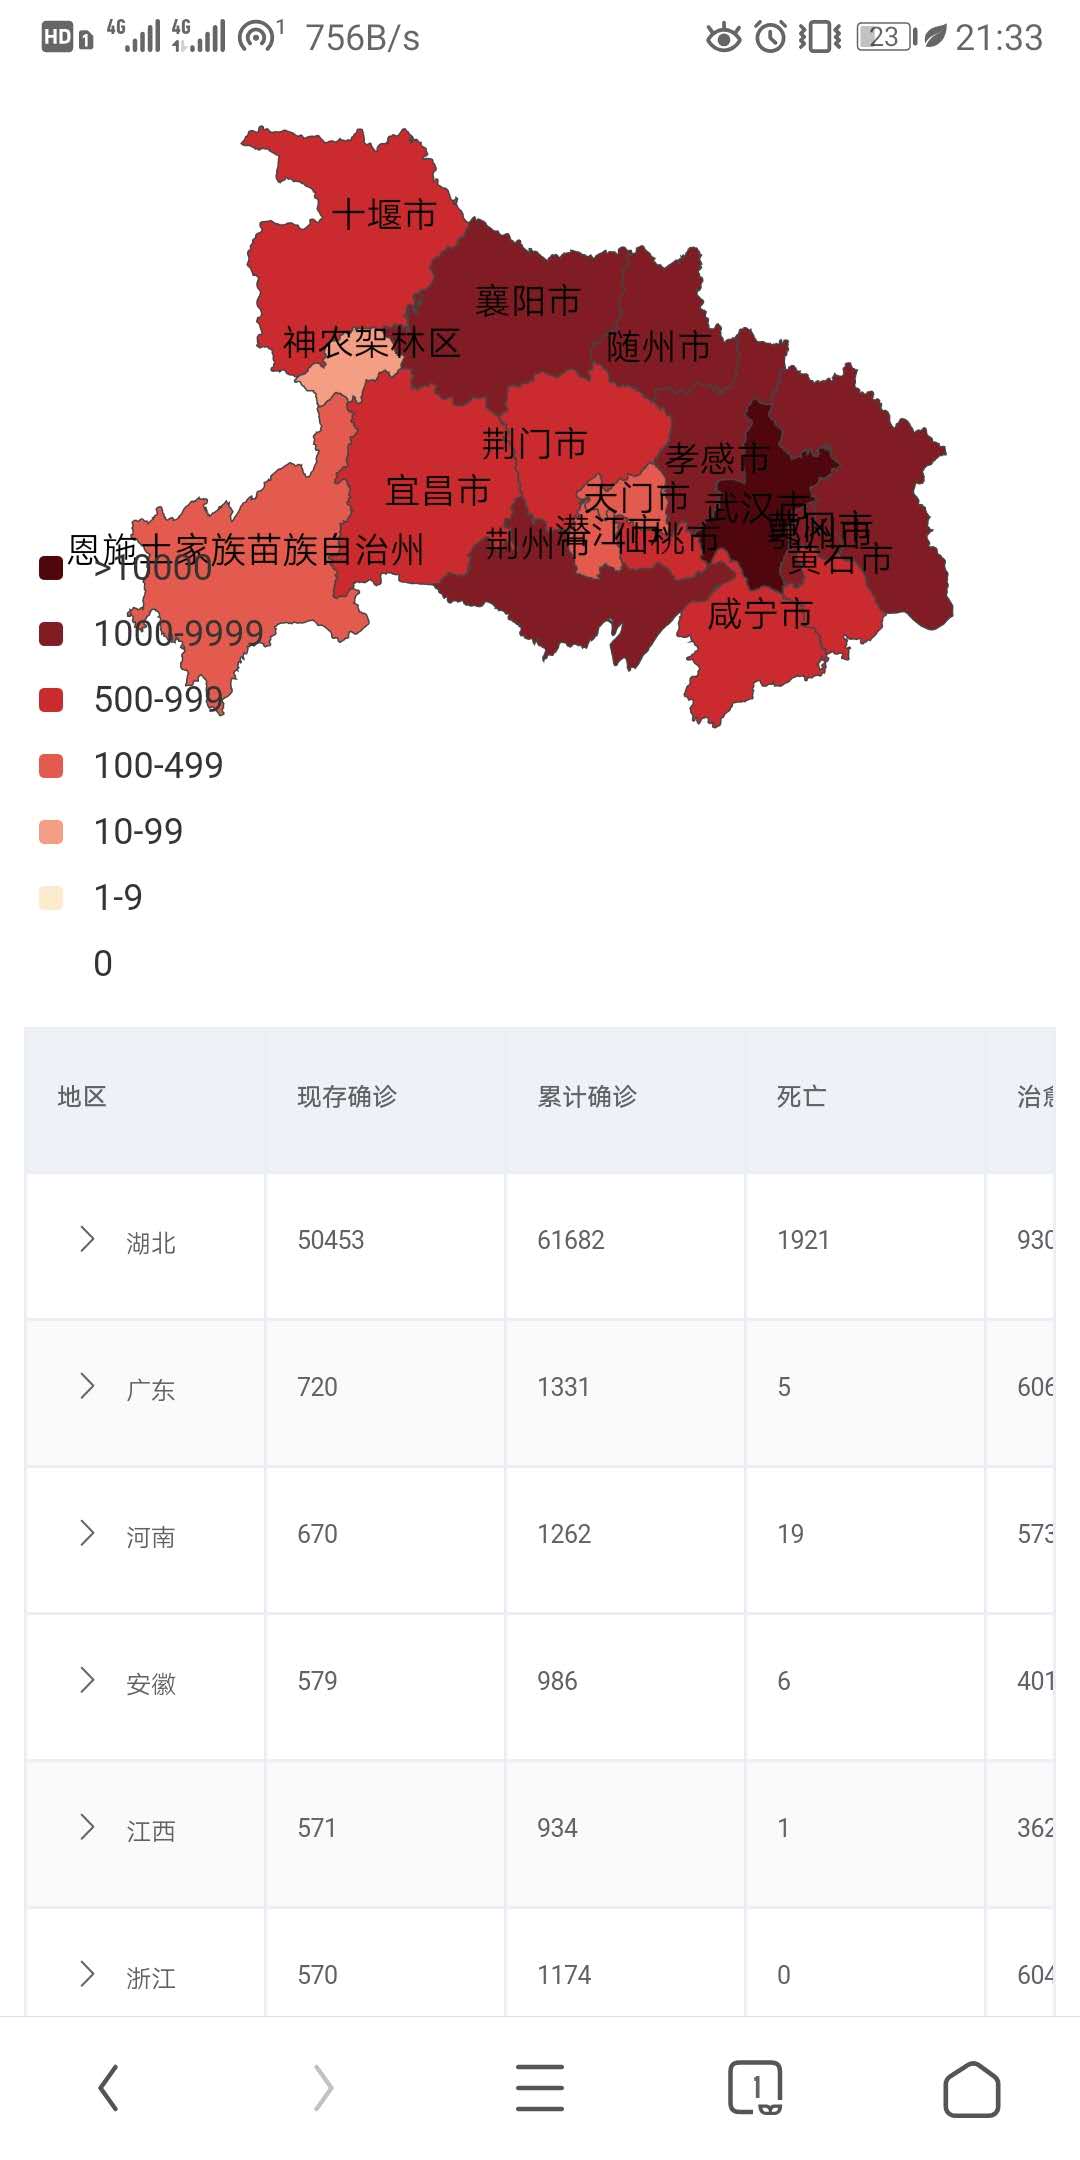 HD 1 4G 4G 1 756B/s 23 21:33
十堰市
襄阳市
神农架林区
随州市
荆门市
孝感市
宜昌市
天门市
武汉市
潜江市
仙桃市
荆州市
恩施土家族苗族自治州
黄石市
咸宁市
>10000
1000-9999
500-999
100-499
10-99
1-9
0
地区 现存确诊 累计确诊 死亡 治愈
湖北 50453 61682 1921 930
广东 720 1331 5 606
河南 670 1262 19 573
安徽 579 986 6 401
江西 571 934 1 362
浙江 570 1174 0 604
1